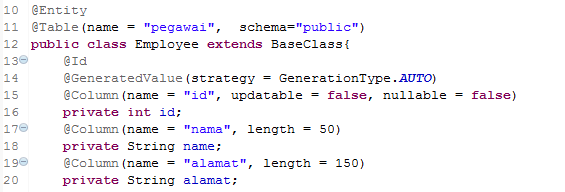 10 @Entity
11 @Table(name = "pegawai",  schema="public")
12 public class Employee extends BaseClass{
13 @Id
14 @GeneratedValue(strategy = GenerationType.AUTO)
15 @Column(name = "id", updatable = false, nullable = false)
16 private int id;
17 @Column(name = "nama", length = 50)
18 private String name;
19 @Column(name = "alamat", length = 150)
20 private String alamat;